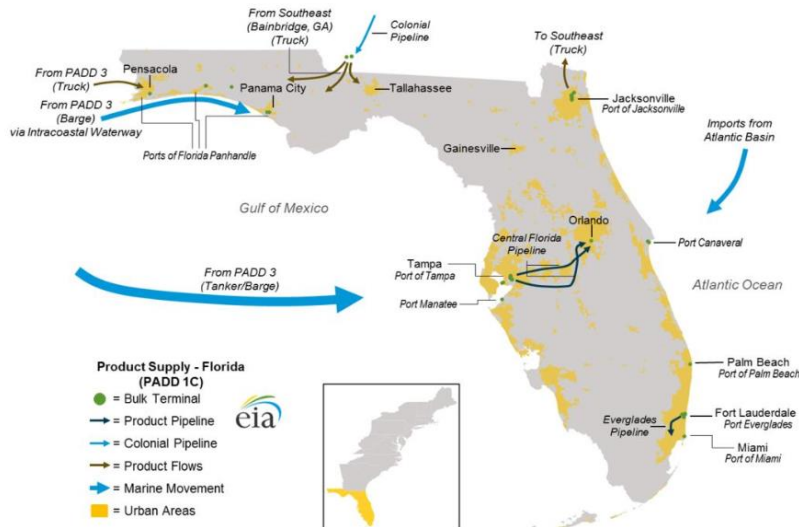 From Southeast
(Bainbridge, GA)
(Truck)
Colonial
Pipeline
To Southeast
(Truck)
From PADD 3
(Truck)
Pensacola
Panama City
Tallahassee
Jacksonville
Port of Jacksonville
From PADD 3
(Barge)
via Intracoastal Waterway
Ports of Florida Panhandle
Imports from
Atlantic Basin
Gainesville
Gulf of Mexico
Orlando
Central Florida
Pipeline
Port Canaveral
From PADD 3
(Tanker/Barge)
Tampa
Port of Tampa
Port Manatee
Atlantic Ocean
Product Supply - Florida
(PADD 1C)
= Bulk Terminal
= Product Pipeline
= Colonial Pipeline
= Product Flows
= Marine Movement
= Urban Areas
eia
Palm Beach
Port of Palm Beach
Everglades
Pipeline
Fort Lauderdale
Port Everglades
Miami
Port of Miami